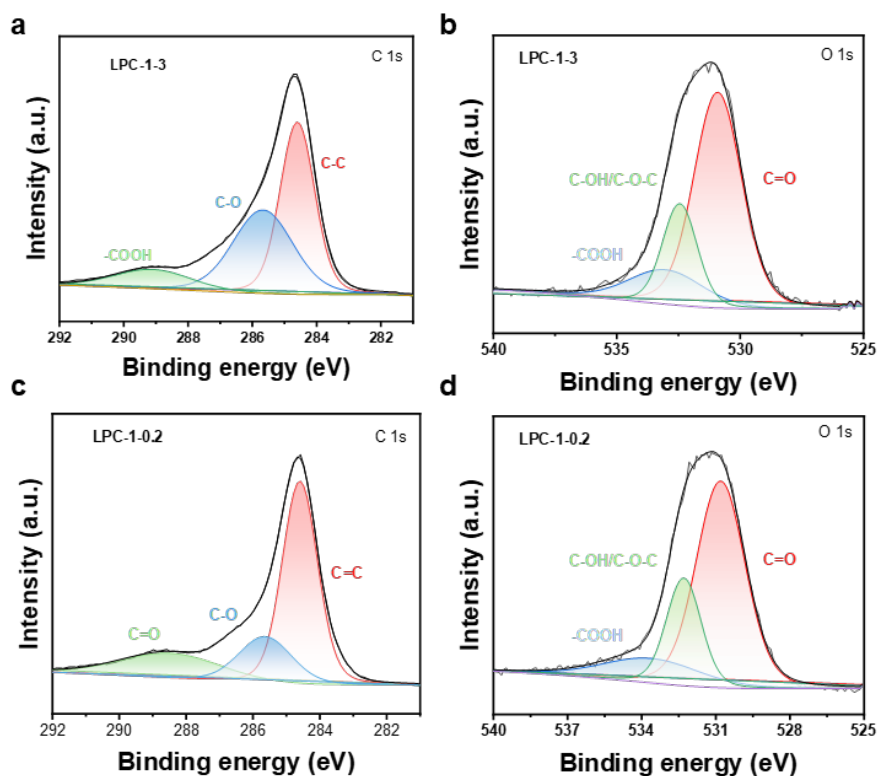 a
LPC-1-3
C 1s
C-C
C-O
-COOH
Intensity (a.u.)
292 290 288 286 284 282
Binding energy (eV)
b
LPC-1-3
O 1s
C-OH/C-O-C
C=O
-COOH
Intensity (a.u.)
540 535 530 525
Binding energy (eV)
c
LPC-1-0.2
C 1s
C=C
C-O
C=O
Intensity (a.u.)
292 290 288 286 284 282
Binding energy (eV)
d
LPC-1-0.2
O 1s
C-OH/C-O-C
C=O
-COOH
Intensity (a.u.)
540 537 534 531 528 525
Binding energy (eV)